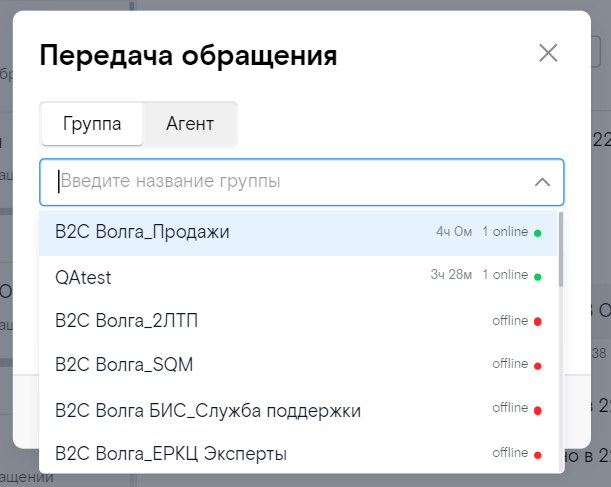 Передача обращения
Группа Агент
Введите название группы
B2C Волга_Продажи 4ч 0м 1 online
QAtest 3ч 28м 1 online
B2C Волга_2ЛТП offline
B2C Волга_SQM offline
B2C Волга БИС_Служба поддержки offline
B2C Волга_ЕРКЦ Эксперты offline